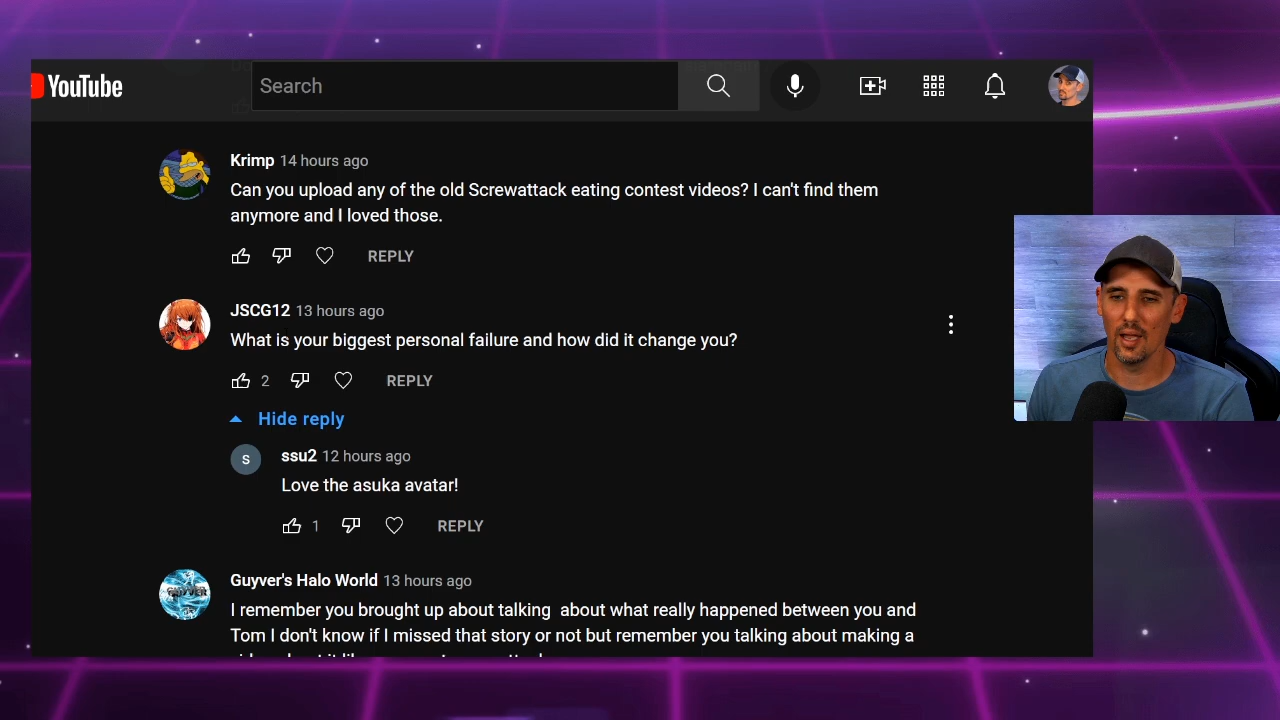 YouTube
Search
Krimp 14 hours ago
Can you upload any of the old Screwattack eating contest videos? I can't find them
anymore and I loved those.
REPLY
JSCG12 13 hours ago
What is your biggest personal failure and how did it change you?
2 REPLY
Hide reply
S
ssu2 12 hours ago
Love the asuka avatar!
1 REPLY
GUYVER
Guyver's Halo World 13 hours ago
I remember you brought up about talking  about what really happened between you and
Tom I don't know if I missed that story or not but remember you talking about making a